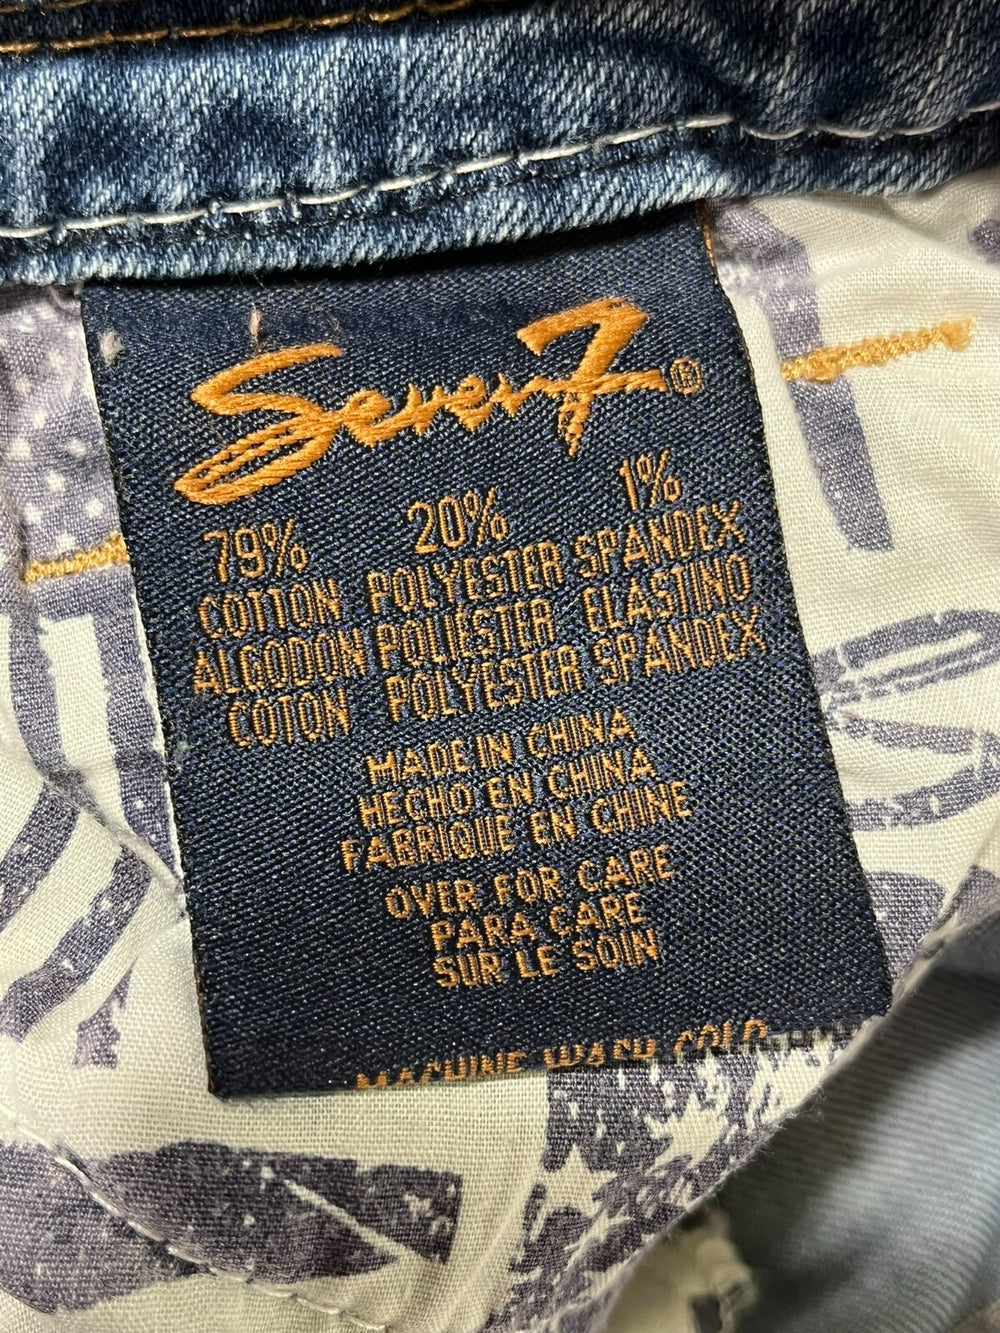 Seven7®
79% 20% 1%
COTTON POLYESTER SPANDEX
ALGODON POLIESTER ELASTINO
COTON POLYESTER SPANDEX
MADE IN CHINA
HECHO EN CHINA
FABRIQUE EN CHINE
OVER FOR CARE
PARA CARE
SUR LE SOIN
MACHINE WASH COLD